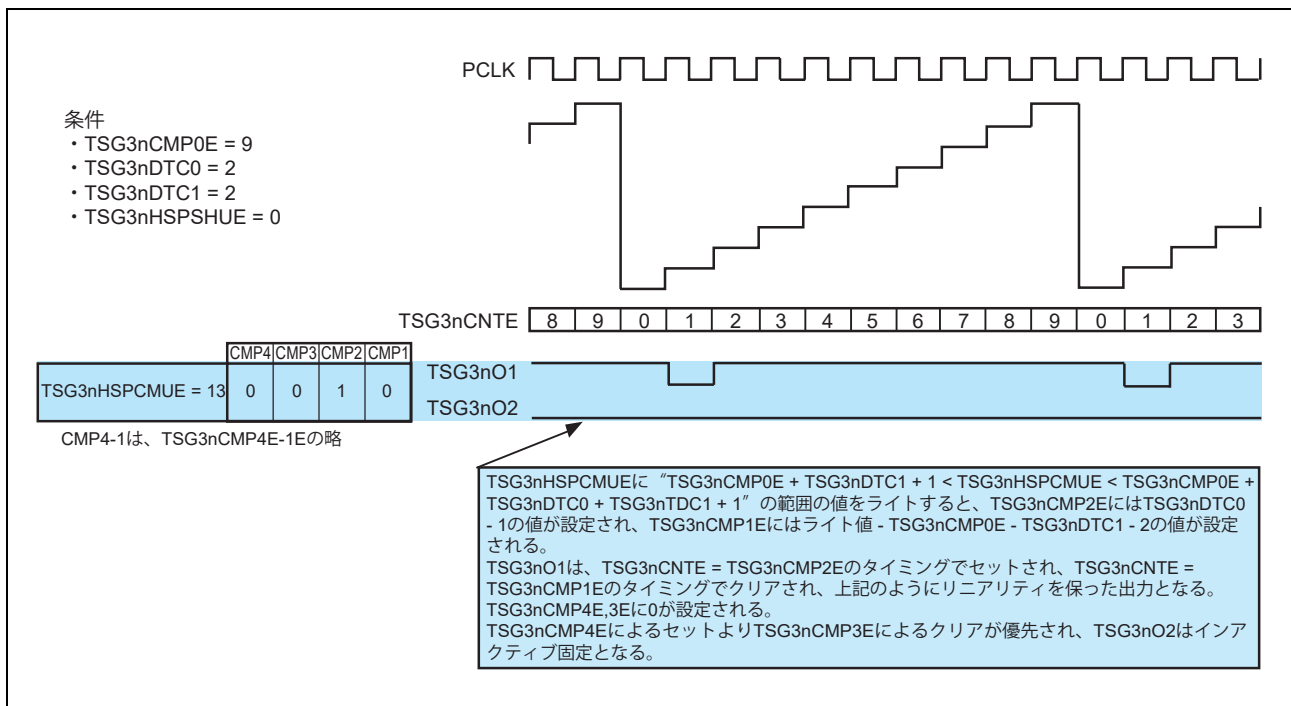 PCLK
条件
・TSG3nCMP0E = 9
・TSG3nDTC0 = 2
・TSG3nDTC1 = 2
・TSG3nHSPSHUE = 0
TSG3nCNTE 8 9 0 1 2 3 4 5 6 7 8 9 0 1 2 3
CMP4 CMP3 CMP2 CMP1
TSG3nHSPCMUE = 13 0 0 1 0
TSG3nO1
TSG3nO2
CMP4-1は、TSG3nCMP4E-1Eの略
TSG3nHSPCMUEに“TSG3nCMP0E + TSG3nDTC1 + 1 < TSG3nHSPCMUE < TSG3nCMP0E +
TSG3nDTC0 + TSG3nTDC1 + 1”の範囲の値をライトすると、TSG3nCMP2EにはTSG3nDTC0
- 1の値が設定され、TSG3nCMP1Eにはライト値 - TSG3nCMP0E - TSG3nDTC1 - 2の値が設定
される。
TSG3nO1は、TSG3nCNTE = TSG3nCMP2Eのタイミングでセットされ、TSG3nCNTE =
TSG3nCMP1Eのタイミングでクリアされ、上記のようにリニアリティを保った出力となる。
TSG3nCMP4E,3Eに0が設定される。
TSG3nCMP4EによるセットよりTSG3nCMP3Eによるクリアが優先され、TSG3nO2はインア
クティブ固定となる。